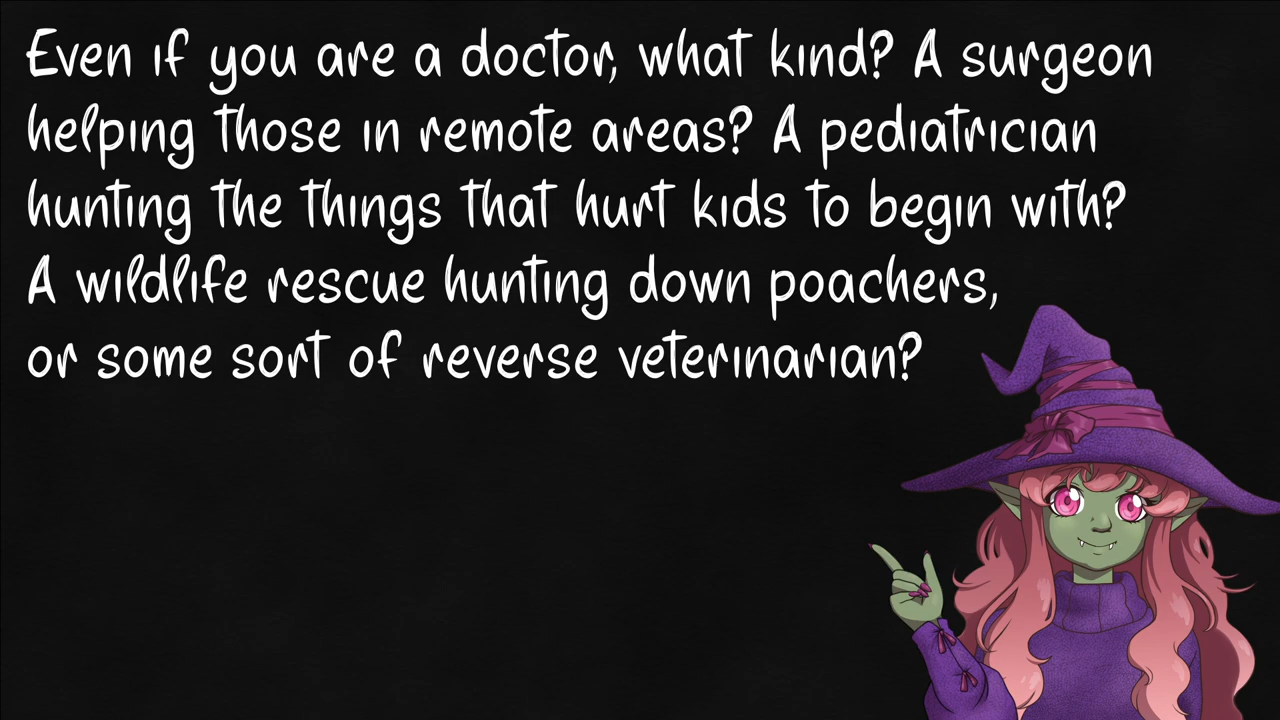 Even if you are a doctor, what kind? A surgeon
helping those in remote areas? A pediatrician
hunting the things that hurt kids to begin with?
A wildlife rescue hunting down poachers,
or some sort of reverse veterinarian?